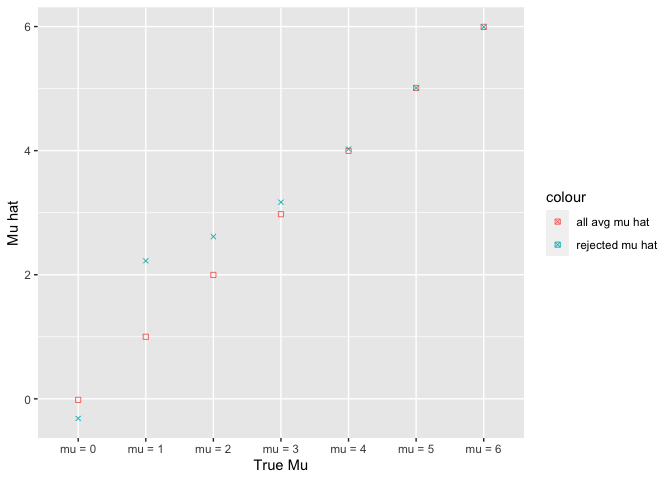 6
4
2
0
Mu hat
mu = 0 mu = 1 mu = 2 mu = 3 mu = 4 mu = 5 mu = 6
True Mu
colour
all avg mu hat
rejected mu hat